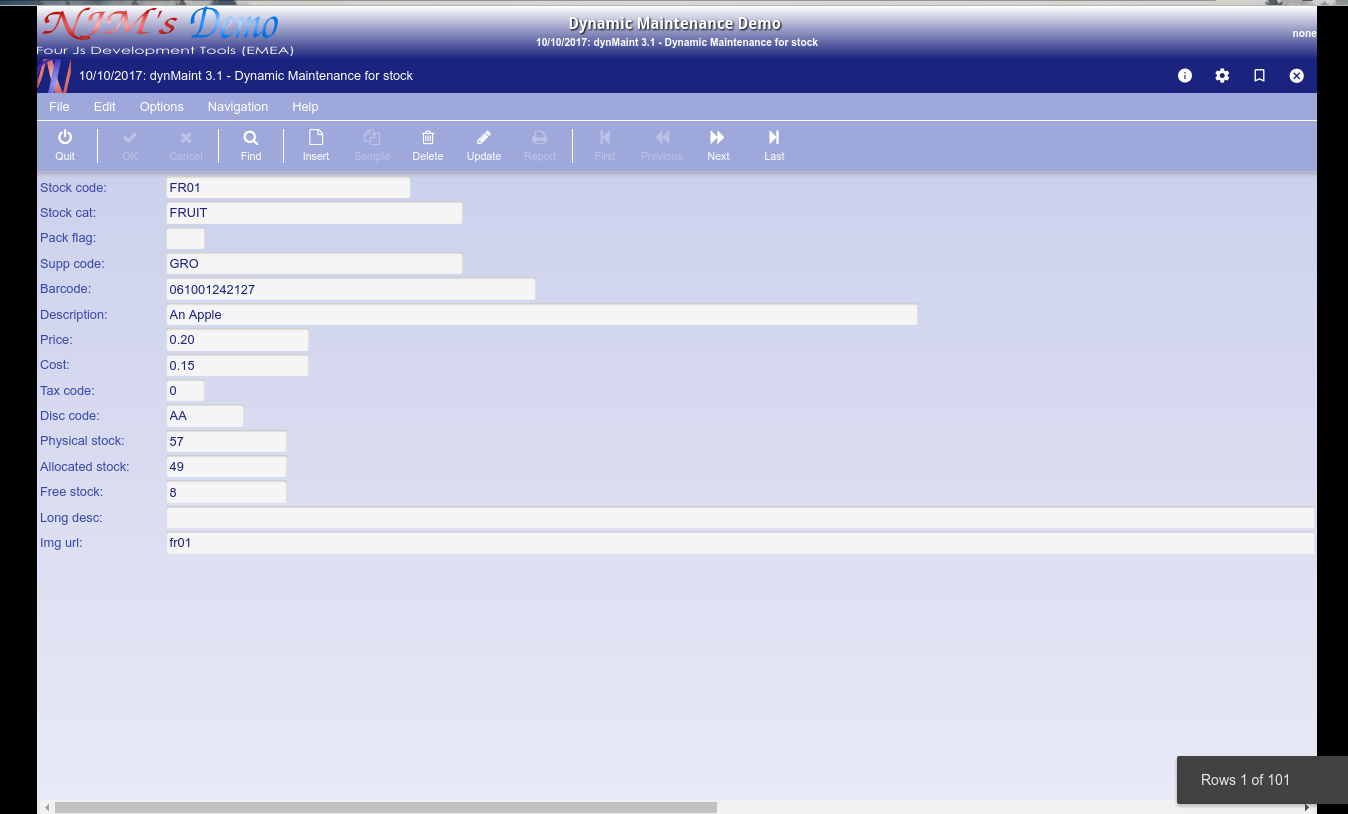 NJM's Demo
Four Js Development Tools (EMEA)
Dynamic Maintenance Demo
10/10/2017: dynMaint 3.1 - Dynamic Maintenance for stock
none
10/10/2017: dynMaint 3.1 - Dynamic Maintenance for stock
File Edit Options Navigation Help
Quit OK Cancel Find Insert Sample Delete Update Report First Previous Next Last
Stock code: FR01
Stock cat: FRUIT
Pack flag:
Supp code: GRO
Barcode: 061001242127
Description: An Apple
Price: 0.20
Cost: 0.15
Tax code: 0
Disc code: AA
Physical stock: 57
Allocated stock: 49
Free stock: 8
Long desc:
Img url: fr01
Rows 1 of 101